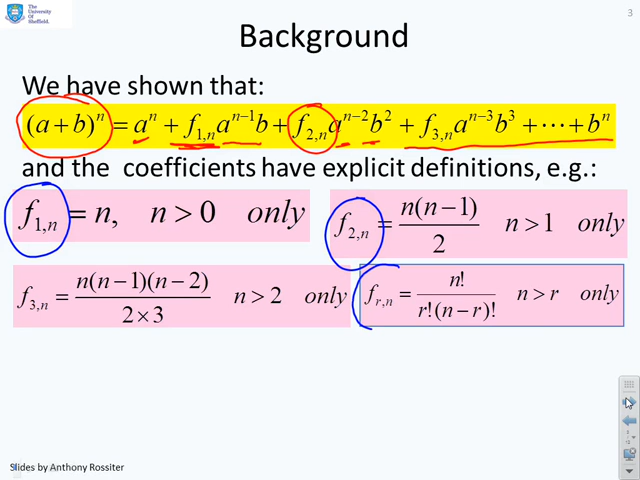 The
University
Of
Sheffield.
3
Background
We have shown that:
(a + b)^n = a^n + f_{1,n} a^{n−1} b + f_{2,n} a^{n−2} b^2 + f_{3,n} a^{n−3} b^3 + ⋯ + b^n
and the coefficients have explicit definitions, e.g.:
f_{1,n} = n, n > 0 only
f_{2,n} = n(n−1)/2 n > 1 only
f_{3,n} = n(n−1)(n−2)/(2×3) n > 2 only
f_{r,n} = n!/(r!(n−r)!) n > r only
Slides by Anthony Rossiter